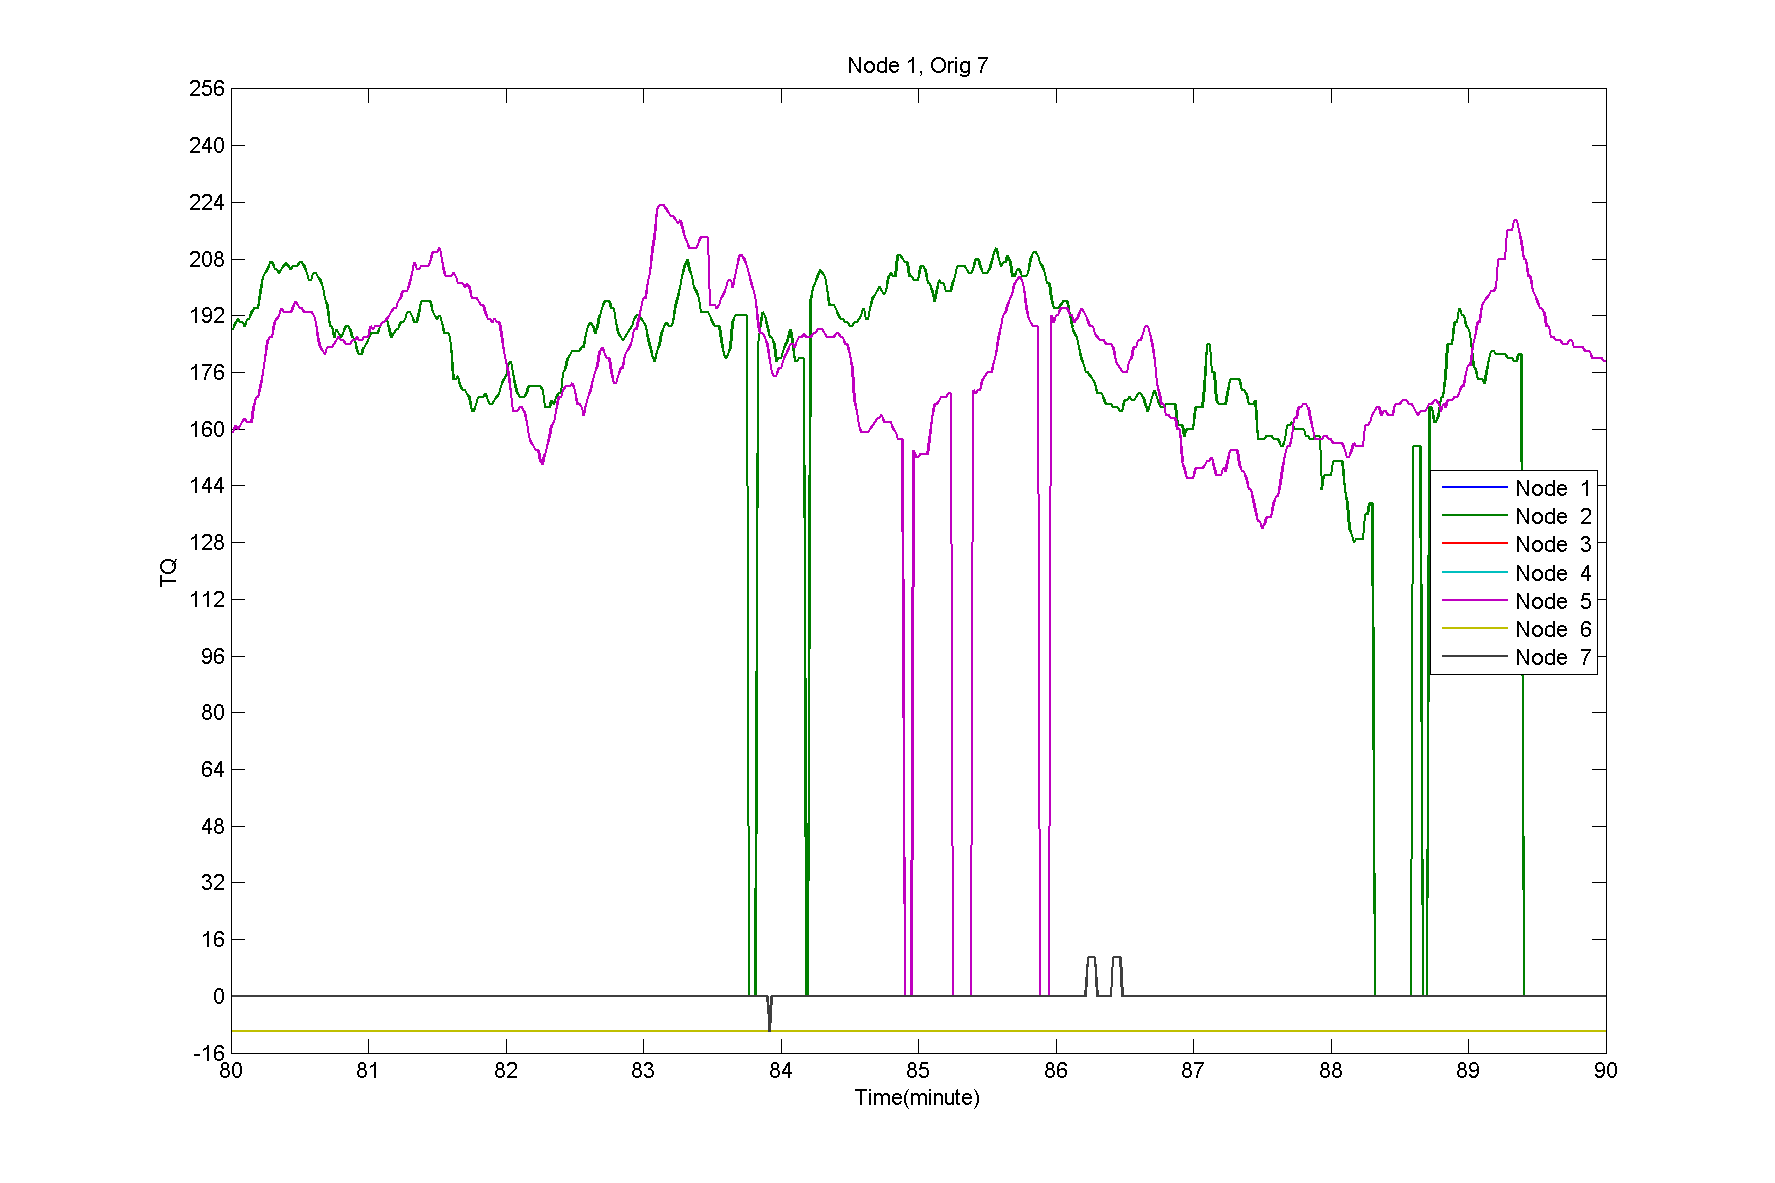 Node 1, Orig 7
256
240
224
208
192
176
160
144
128
112
96
80
64
48
32
16
0
-16
TQ
Node 1
Node 2
Node 3
Node 4
Node 5
Node 6
Node 7
80 81 82 83 84 85 86 87 88 89 90
Time(minute)